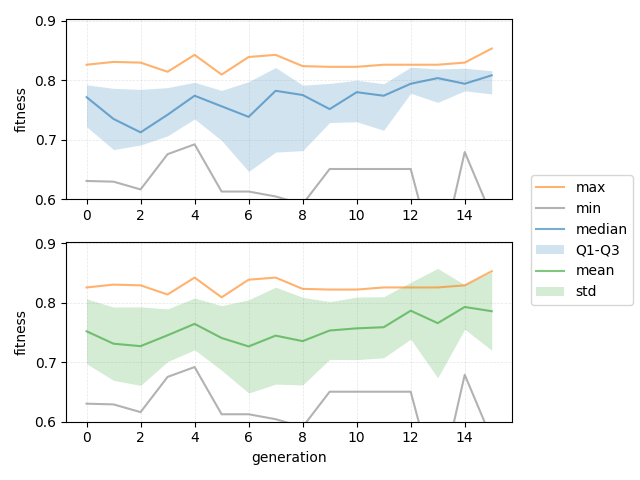 0.9
0.8
0.7
0.6
fitness
0 2 4 6 8 10 12 14
0.9
0.8
0.7
0.6
fitness
0 2 4 6 8 10 12 14
generation
max
min
median
Q1-Q3
mean
std